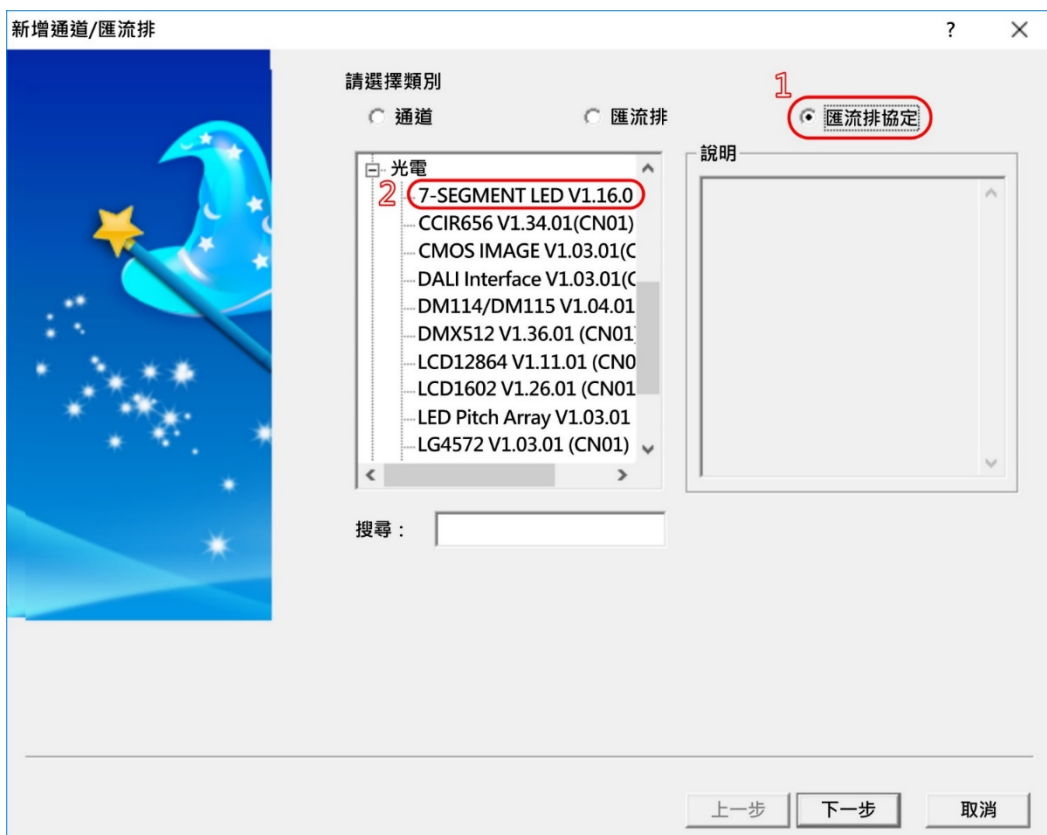 新增通道/匯流排
?
請選擇類別
1
通道
匯流排
匯流排協定
光電
說明
2
7-SEGMENT LED V1.16.0
CCIR656 V1.34.01(CN01)
CMOS IMAGE V1.03.01(C
DALI Interface V1.03.01(C
DM114/DM115 V1.04.01
DMX512 V1.36.01 (CN01
LCD12864 V1.11.01 (CN0
LCD1602 V1.26.01 (CN01
LED Pitch Array V1.03.01
LG4572 V1.03.01 (CN01)
搜尋：
上一步
下一步
取消